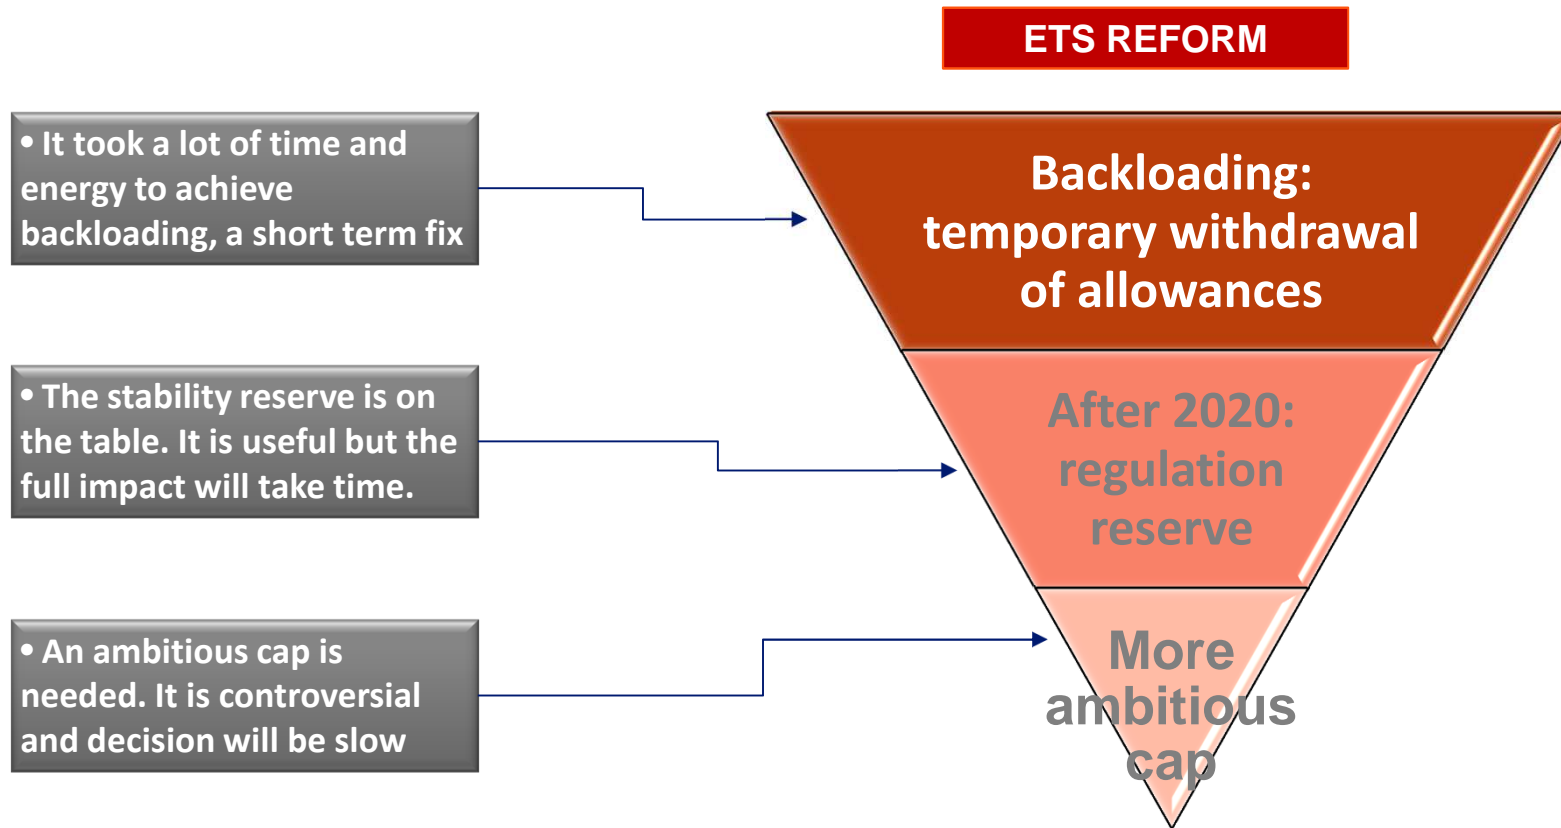 ETS REFORM
• It took a lot of time and
energy to achieve
backloading, a short term fix
Backloading:
temporary withdrawal
of allowances
• The stability reserve is on
the table. It is useful but the
full impact will take time.
After 2020:
regulation
reserve
• An ambitious cap is
needed. It is controversial
and decision will be slow
More
ambitious
cap